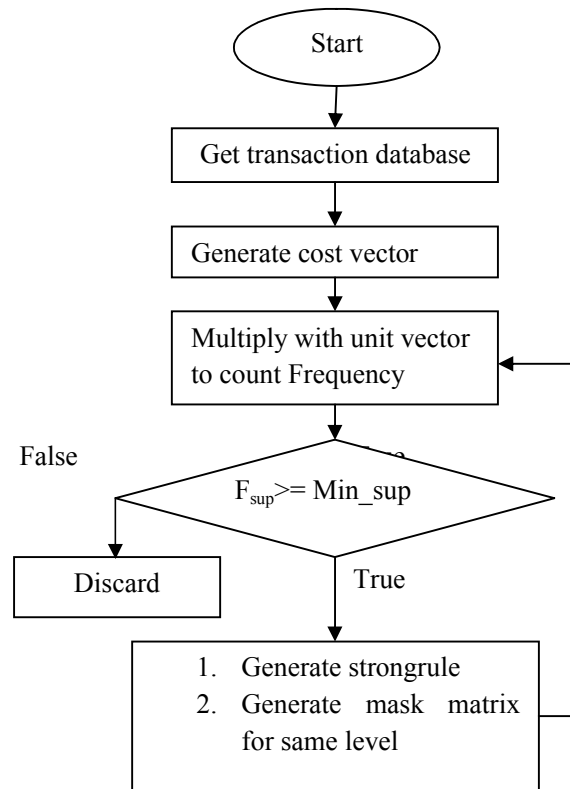 Start
Get transaction database
Generate cost vector
Multiply with unit vector
to count Frequency
False
F_sup>= Min_sup
Discard
True
1. Generate strongrule
2. Generate mask matrix
for same level